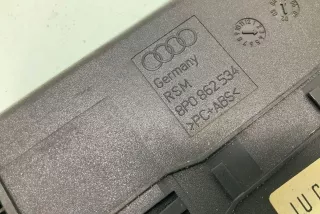 Germany
RSM
8P0 862 534
>PC+ABS<